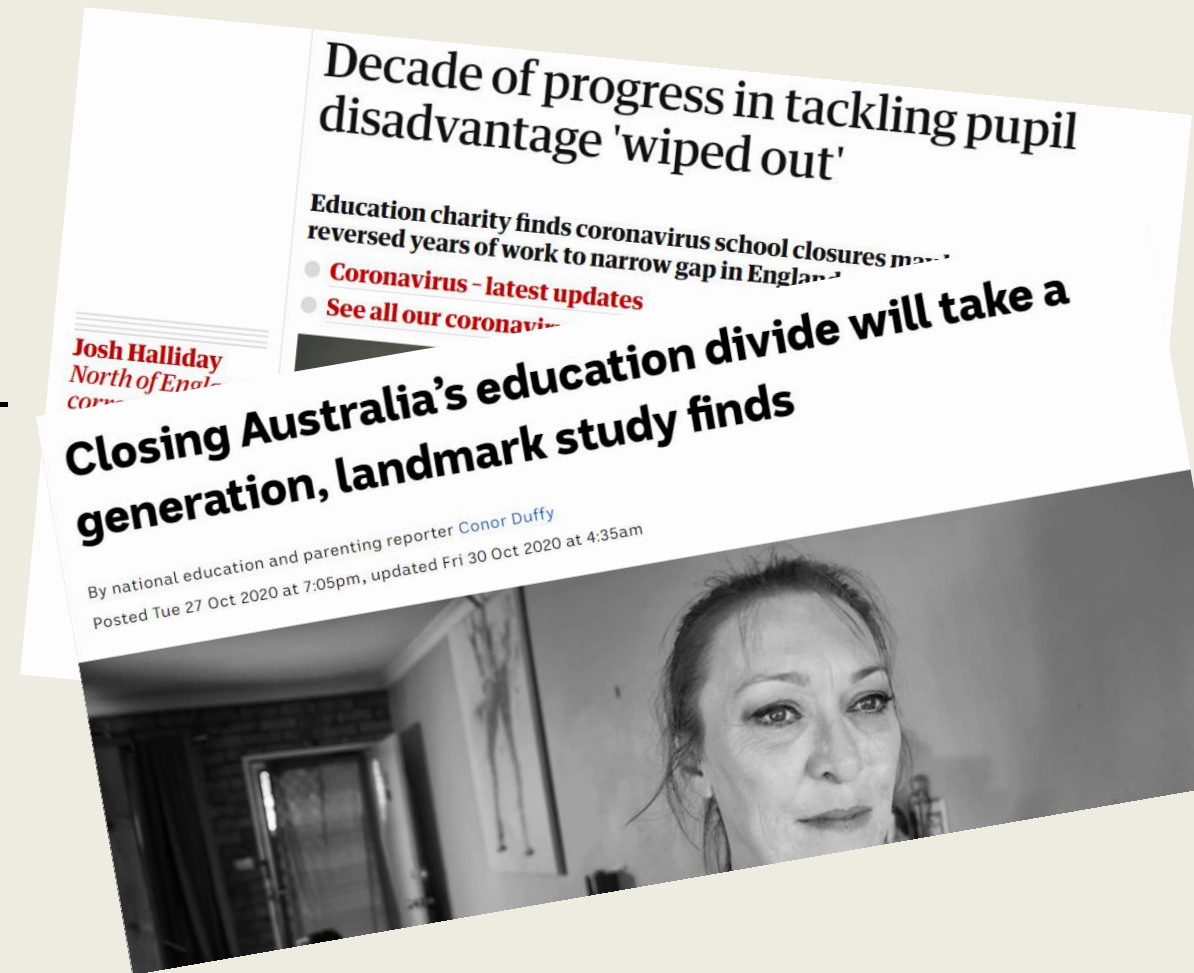 Decade of progress in tackling pupil
disadvantage 'wiped out'
Education charity finds coronavirus school closures
reversed years of work to narrow gap in England
Coronavirus – latest updates
See all our
Josh Halliday
North of
Closing Australia’s education divide will take a
generation, landmark study finds
By national education and parenting reporter Conor Duffy
Posted Tue 27 Oct 2020 at 7:05pm, updated Fri 30 Oct 2020 at 4:35am